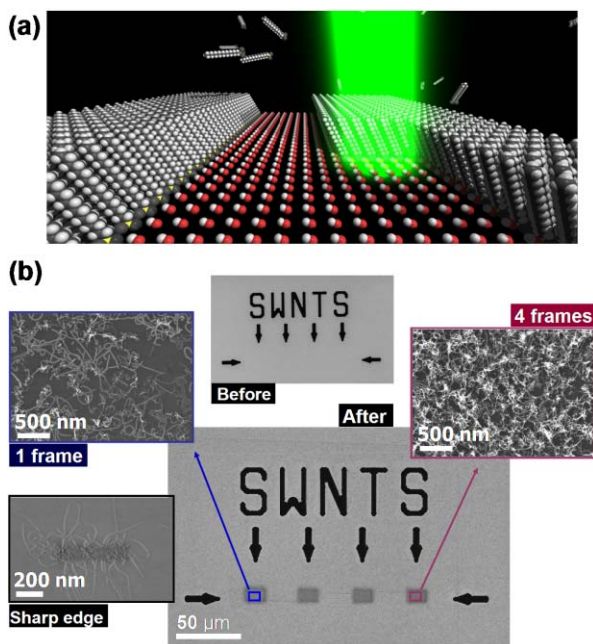 (a)
(b)
SWNTS
Before
500 nm
1 frame
4 frames
500 nm
After
SWNTS
200 nm
Sharp edge
50 μm